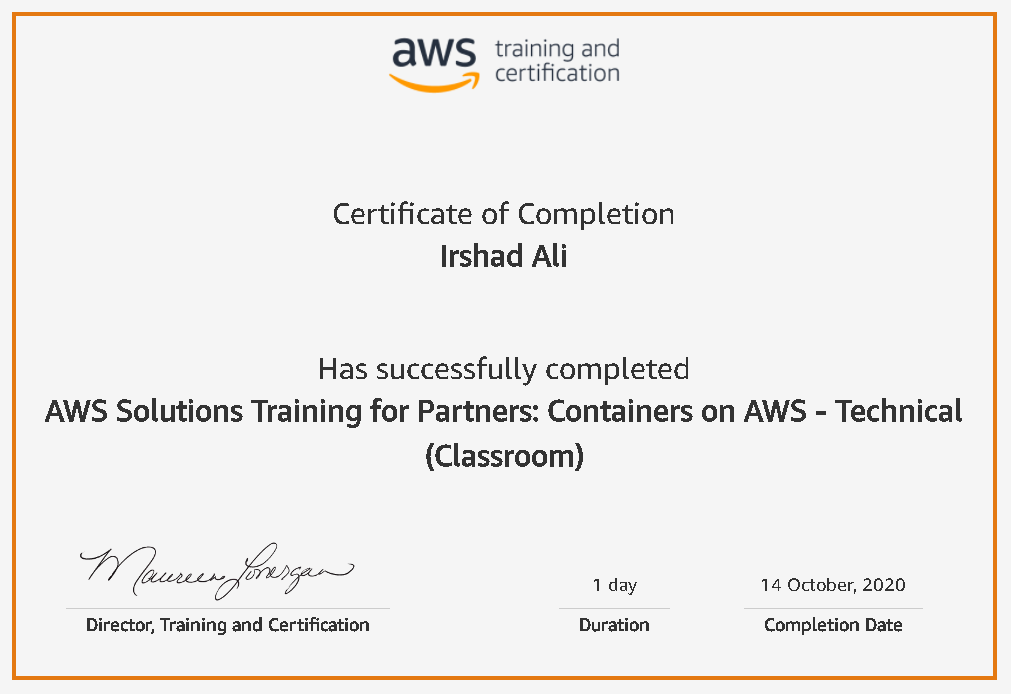 aws training and
certification
Certificate of Completion
Irshad Ali
Has successfully completed
AWS Solutions Training for Partners: Containers on AWS - Technical
(Classroom)
Maureen Lonergan
1 day
14 October, 2020
Director, Training and Certification
Duration
Completion Date